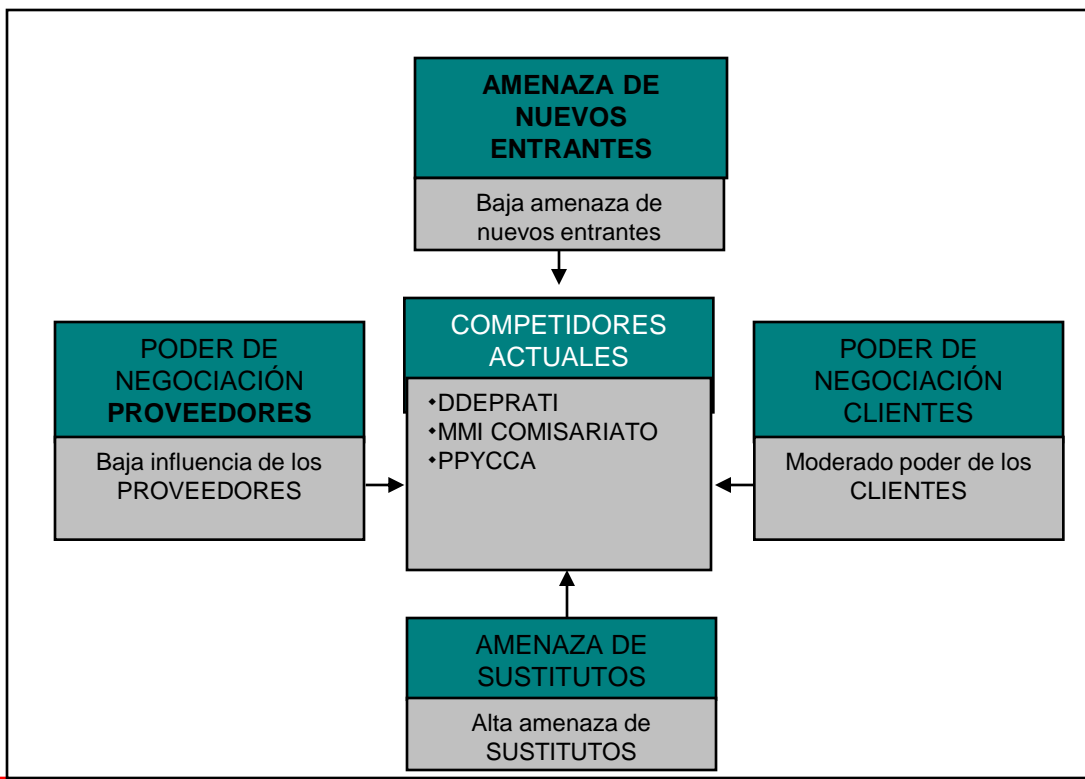 AMENAZA DE
NUEVOS
ENTRANTES
Baja amenaza de
nuevos entrantes
PODER DE
NEGOCIACIÓN
PROVEEDORES
Baja influencia de los
PROVEEDORES
COMPETIDORES
ACTUALES
◆DDEPRATI
◆MMI COMISARIATO
◆PPYCCA
PODER DE
NEGOCIACIÓN
CLIENTES
Moderado poder de los
CLIENTES
AMENAZA DE
SUSTITUTOS
Alta amenaza de
SUSTITUTOS